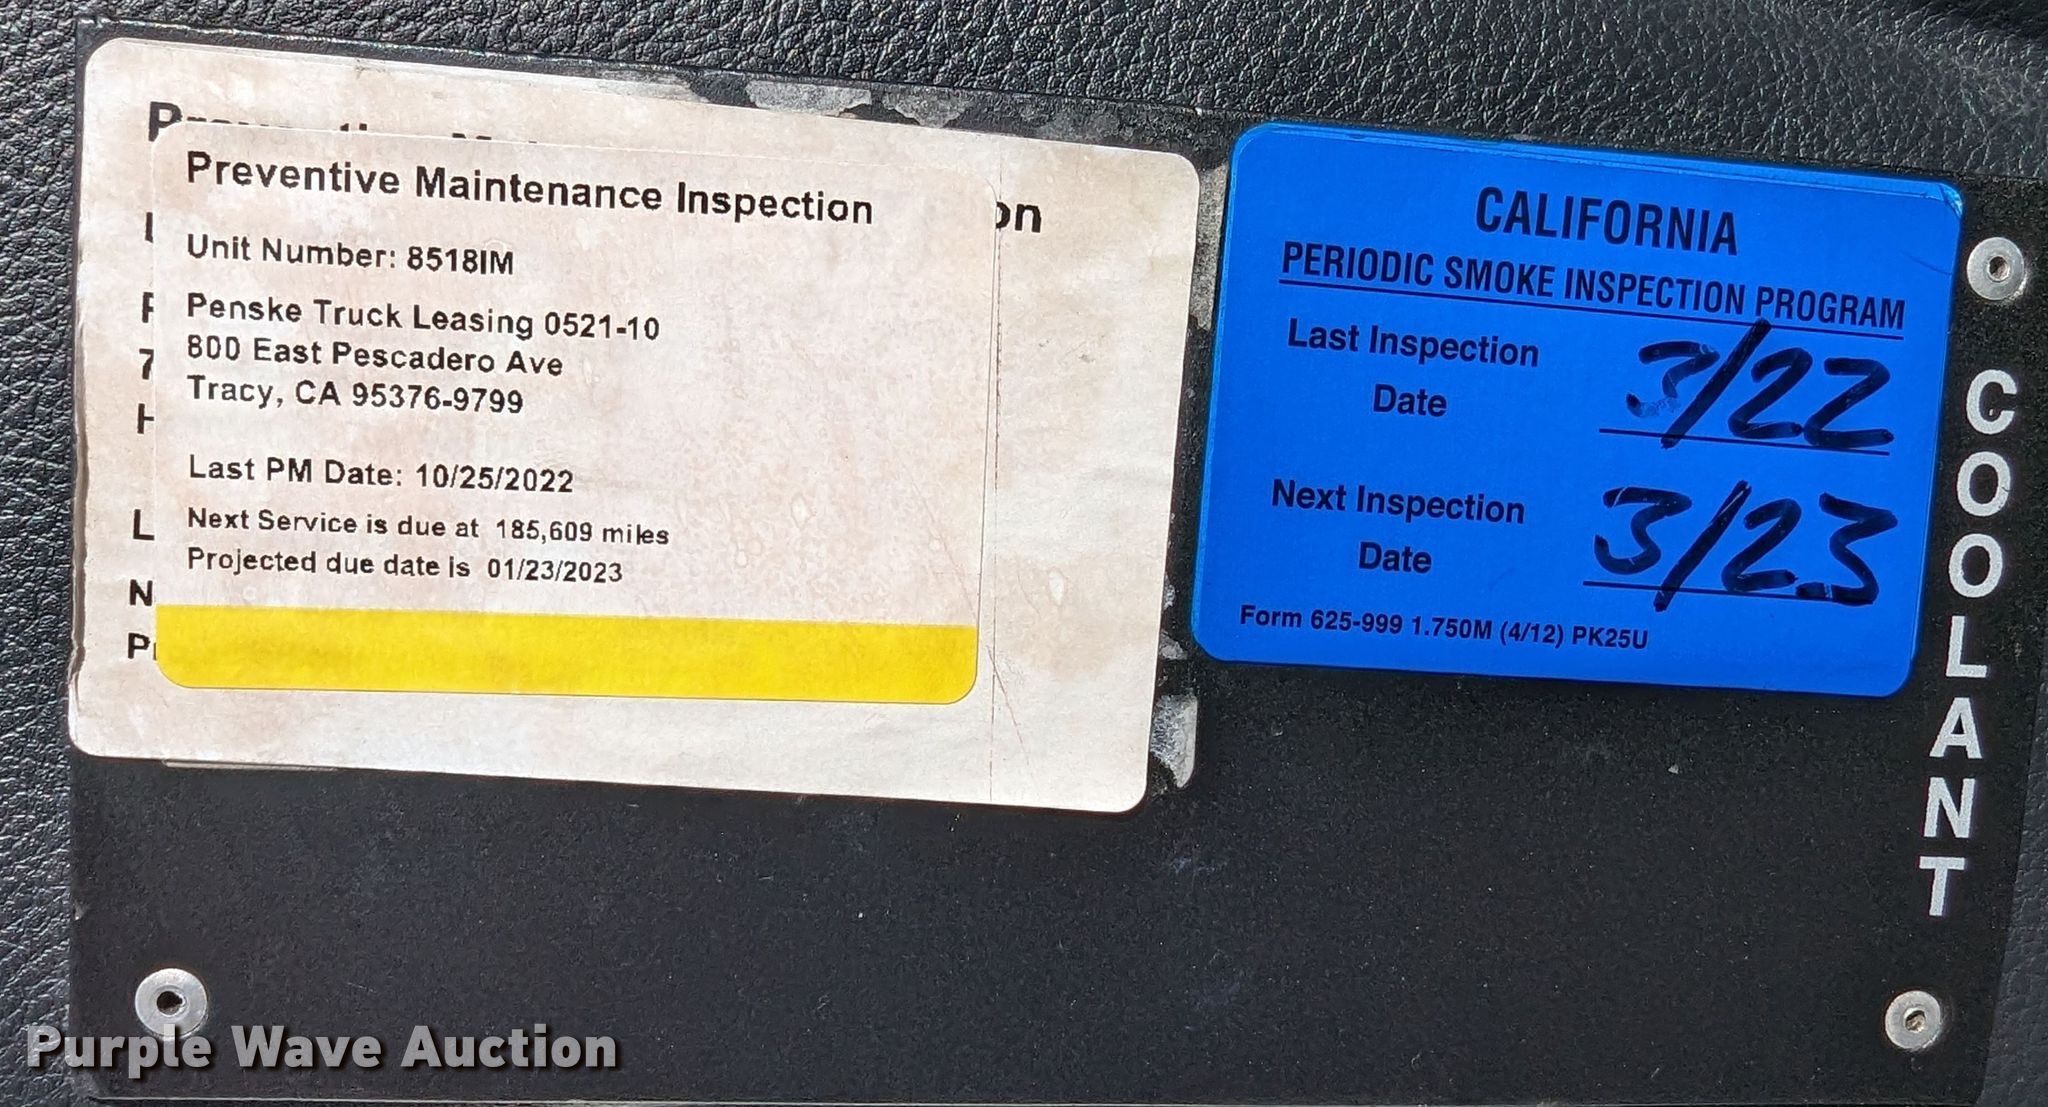 Preventive Maintenance Inspection
Unit Number: 8518IM
Penske Truck Leasing 0521-10
800 East Pescadero Ave
Tracy, CA 95376-9799
Last PM Date: 10/25/2022
Next Service is due at 185,609 miles
Projected due date is 01/23/2023
CALIFORNIA
PERIODIC SMOKE INSPECTION PROGRAM
Last Inspection
Date 3/22
Next Inspection
Date 3/23
Form 625-999 1.750M (4/12) PK25U
COOLANT
Purple Wave Auction